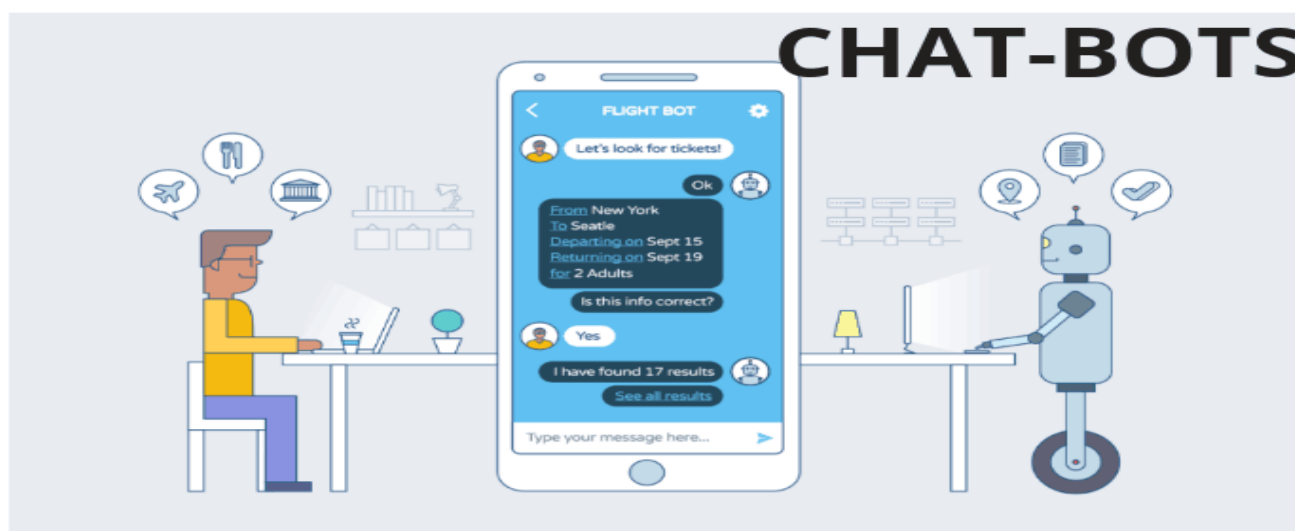 CHAT-BOTS
FLIGHT BOT
Let's look for tickets!
Ok
From New York
To Seatle
Departing on Sept 15
Returning on Sept 19
for 2 Adults
Is this info correct?
Yes
I have found 17 results
See all results
Type your message here...